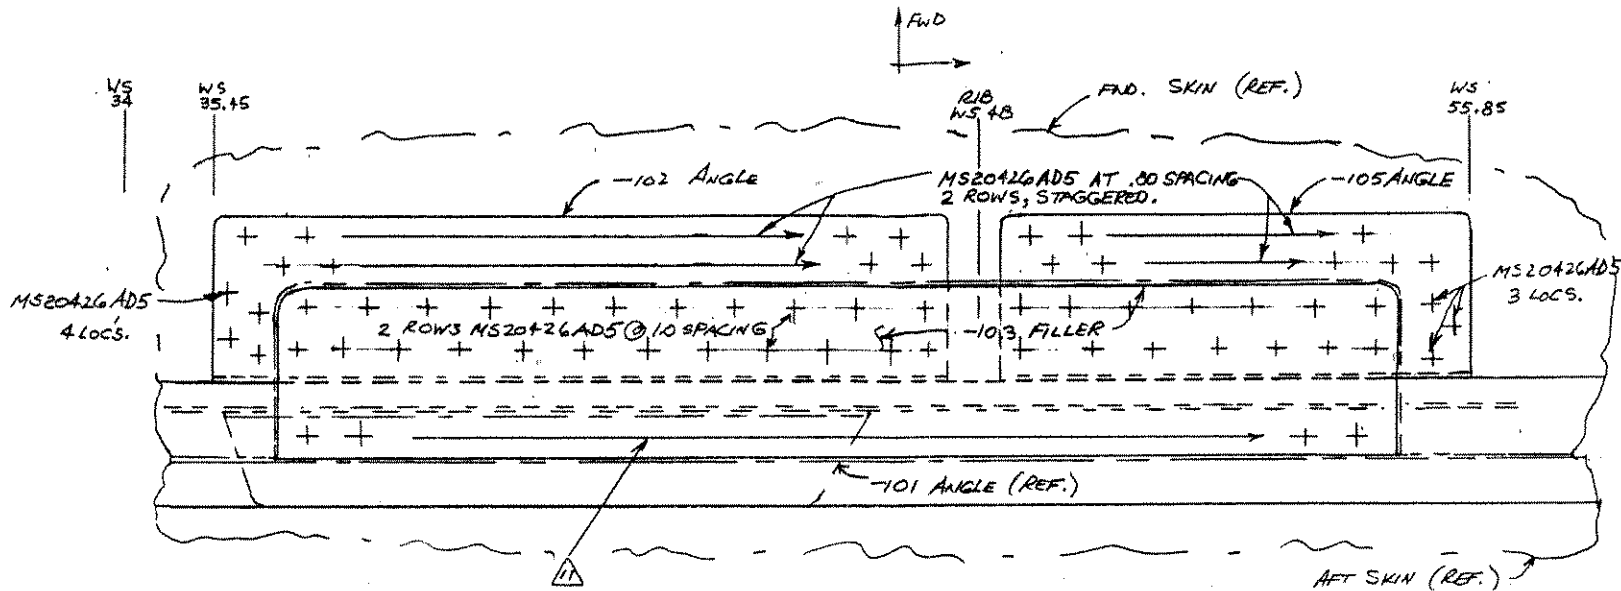 FWD
WS
34
WS
35.45
RIB
WS 48
FWD. SKIN (REF.)
WS
55.85
-102 ANGLE
MS20426AD5 AT .80 SPACING
2 ROWS, STAGGERED.
-105 ANGLE
MS20426AD5
4 LOCS.
MS20426AD5
3 LOCS.
2 ROWS MS20426AD5 @ 1.0 SPACING
-103 FILLER
-101 ANGLE (REF.)
11
AFT SKIN (REF.)